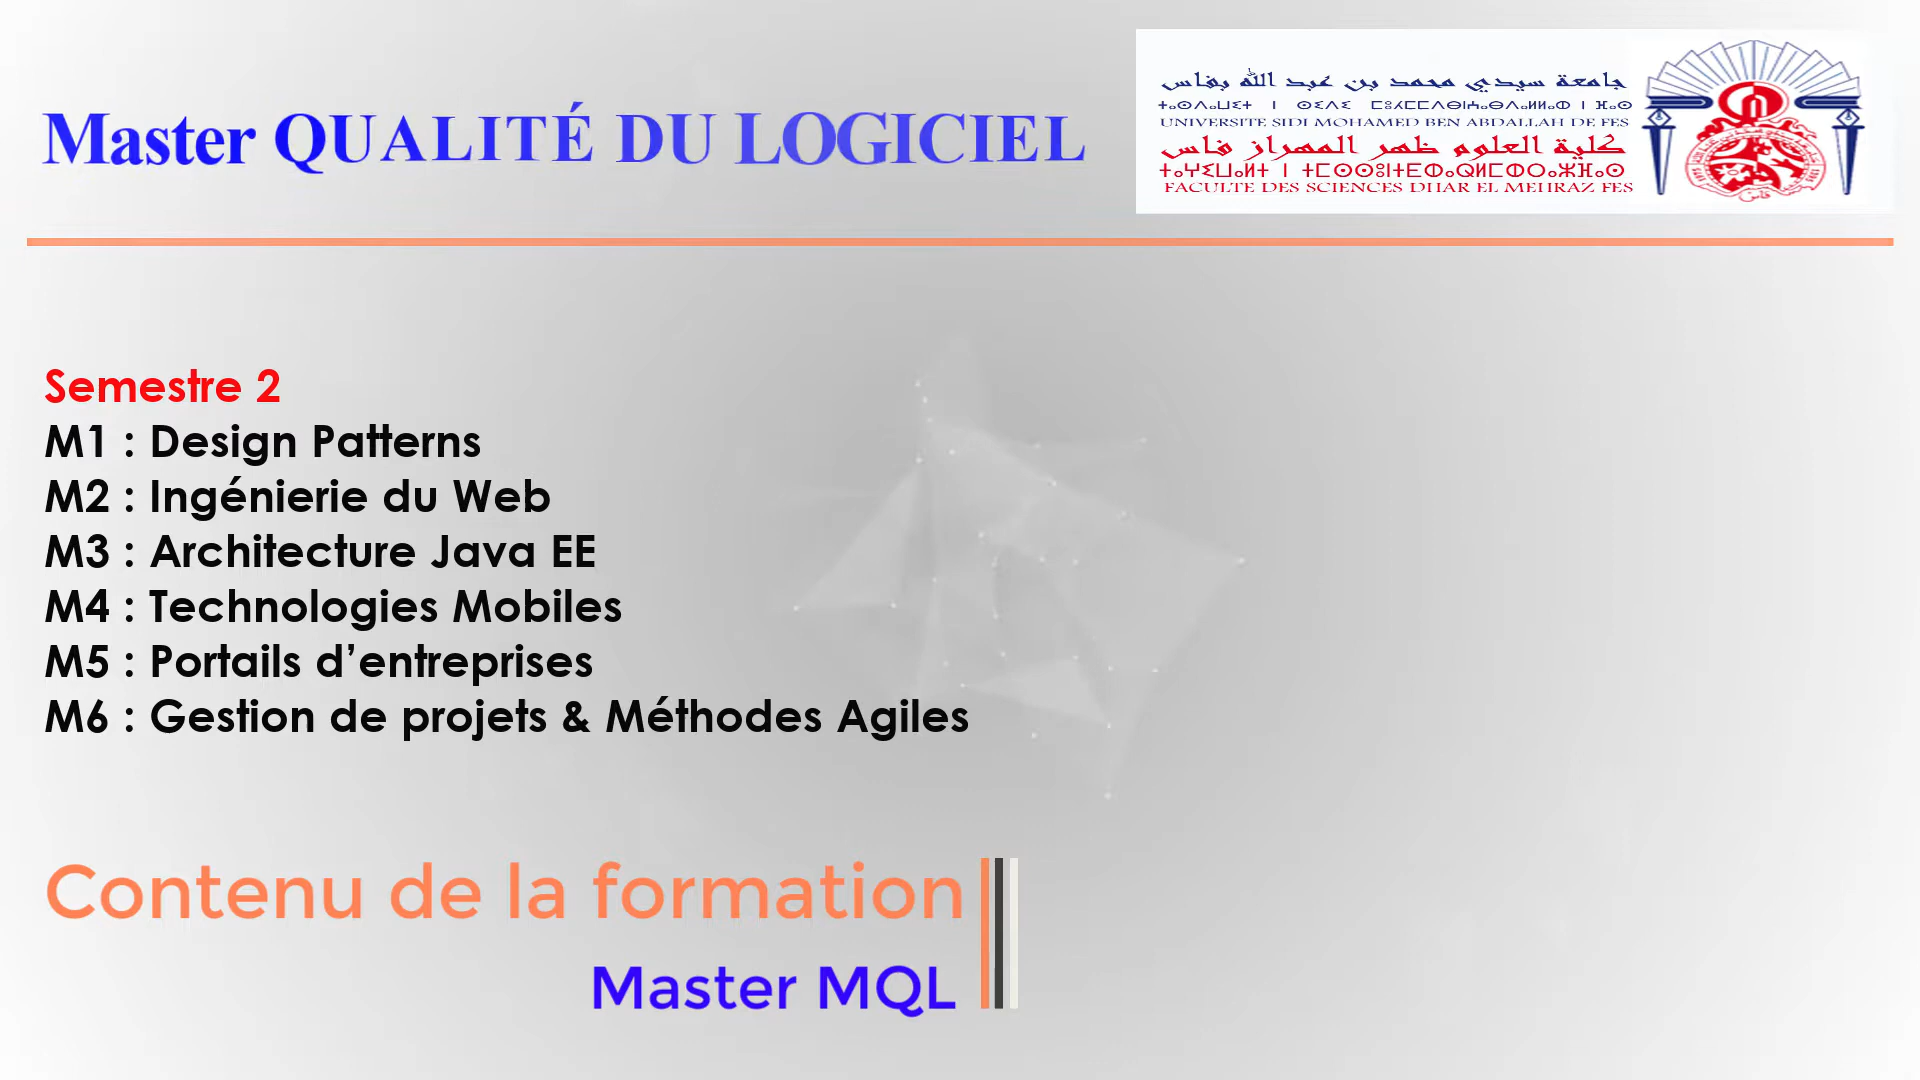 Master QUALITÉ DU LOGICIEL
جامعة سيدي محمد بن عبد الله بفاس
UNIVERSITE SIDI MOHAMED BEN ABDALLAH DE FES
كلية العلوم ظهر المهراز فاس
FACULTE DES SCIENCES DHAR EL MEHRAZ FES
Semestre 2
M1 : Design Patterns
M2 : Ingénierie du Web
M3 : Architecture Java EE
M4 : Technologies Mobiles
M5 : Portails d’entreprises
M6 : Gestion de projets & Méthodes Agiles
Contenu de la formation
Master MQL